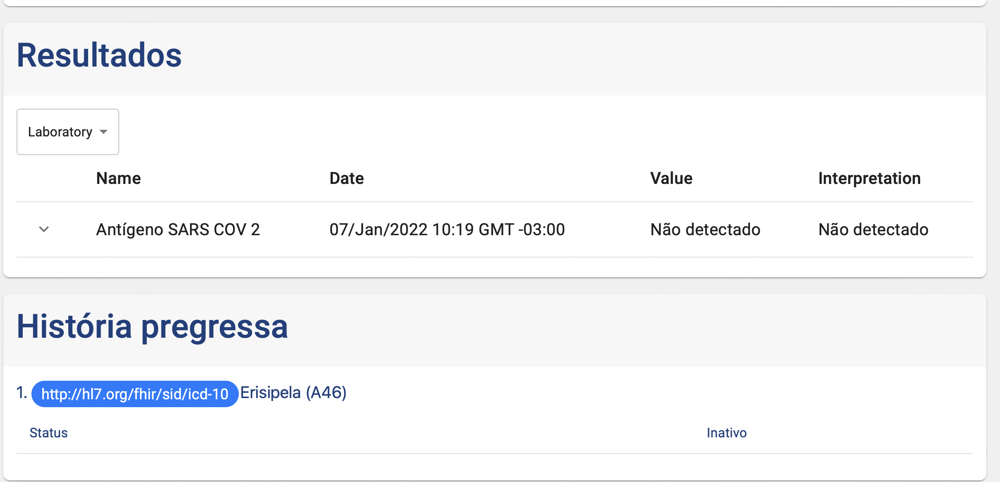 Resultados
Laboratory
Name Date Value Interpretation
Antígeno SARS COV 2 07/Jan/2022 10:19 GMT -03:00 Não detectado Não detectado
História pregressa
1. http://hl7.org/fhir/sid/icd-10 Erisipela (A46)
Status Inativo